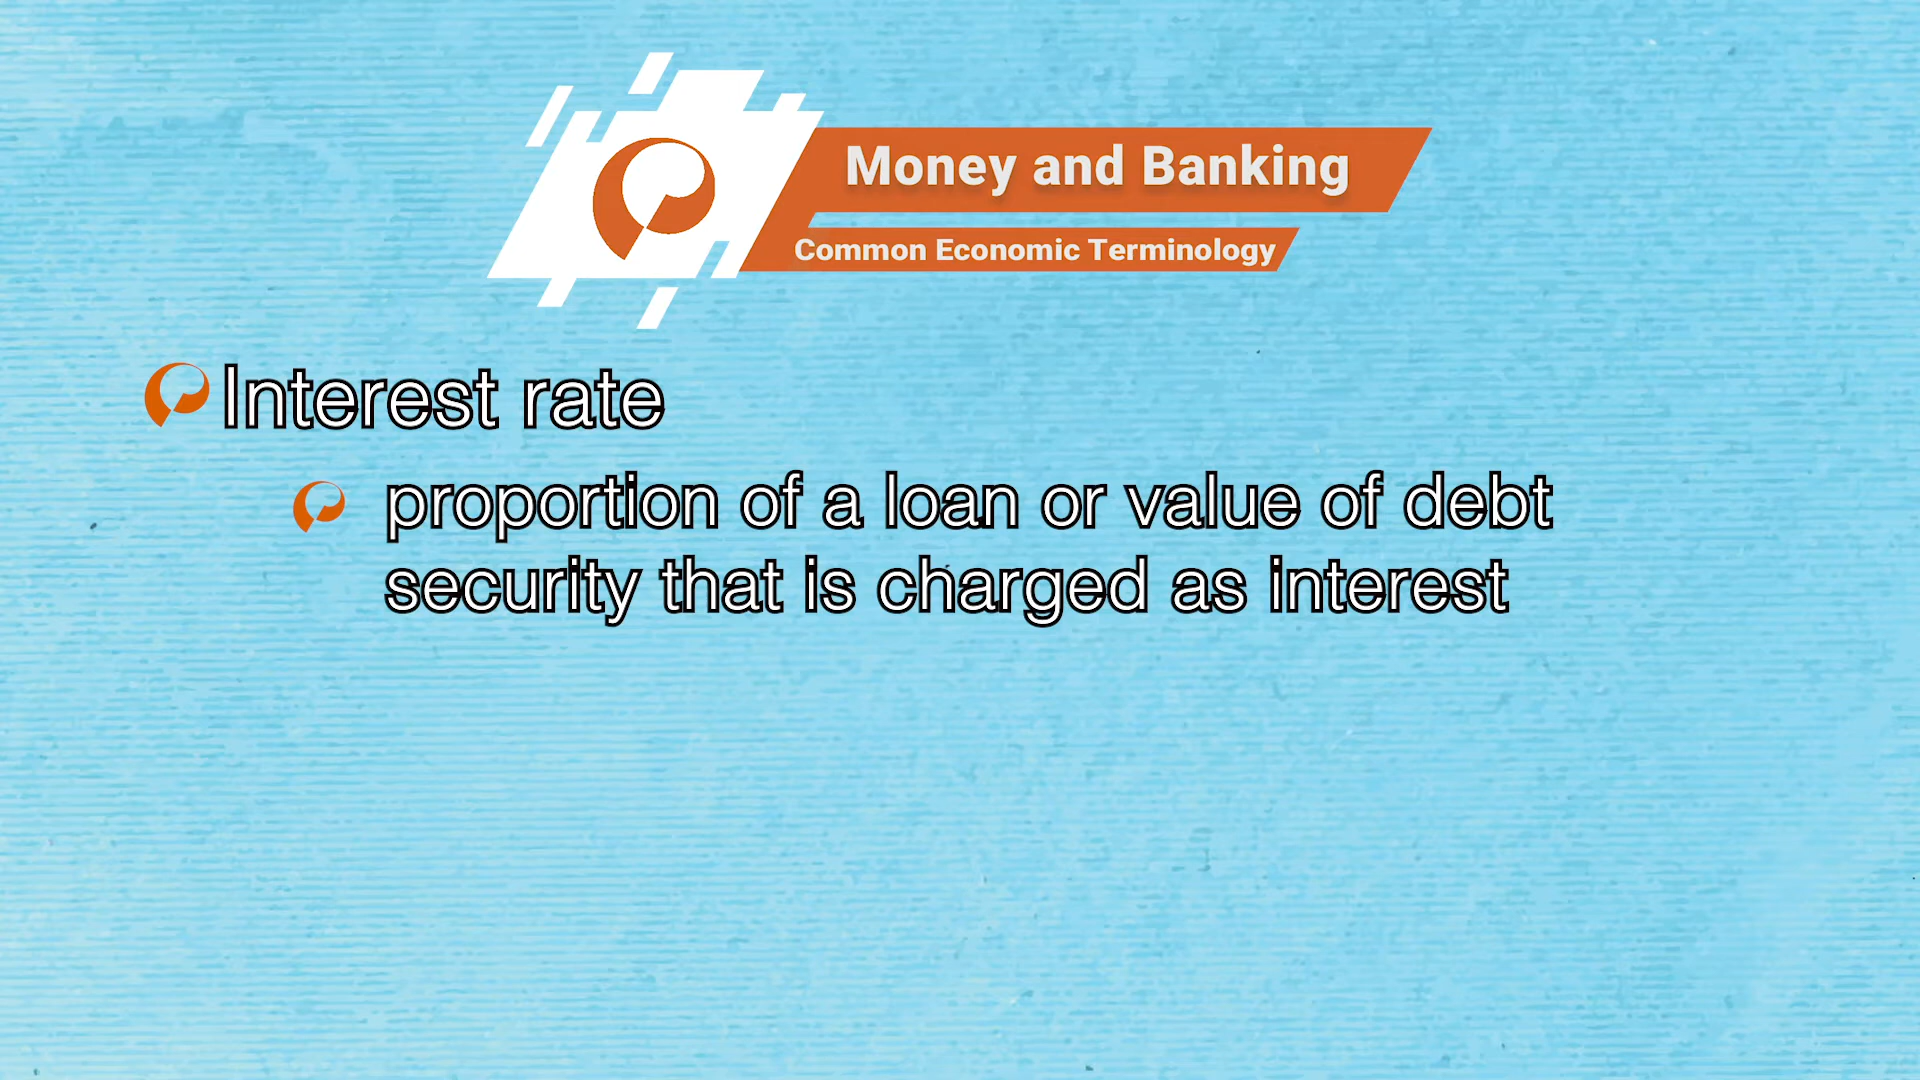 Money and Banking
Common Economic Terminology
Interest rate
proportion of a loan or value of debt
security that is charged as interest